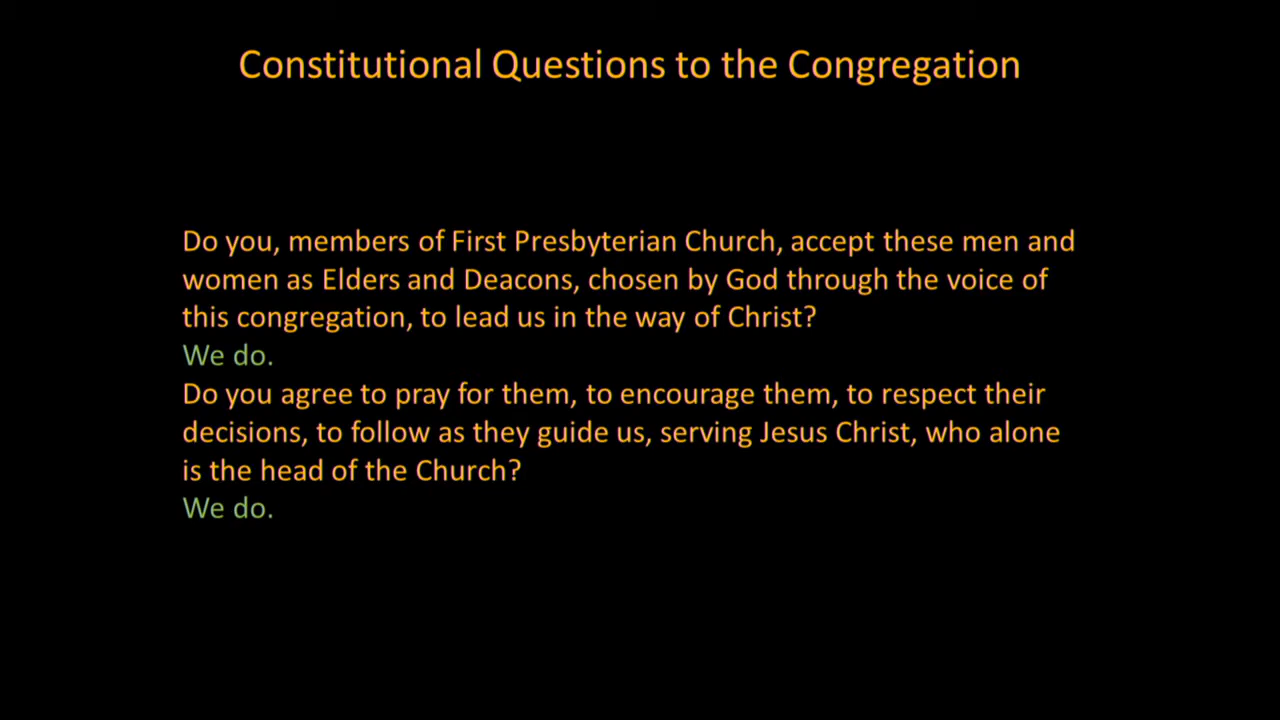 Constitutional Questions to the Congregation
Do you, members of First Presbyterian Church, accept these men and
women as Elders and Deacons, chosen by God through the voice of
this congregation, to lead us in the way of Christ?
We do.
Do you agree to pray for them, to encourage them, to respect their
decisions, to follow as they guide us, serving Jesus Christ, who alone
is the head of the Church?
We do.